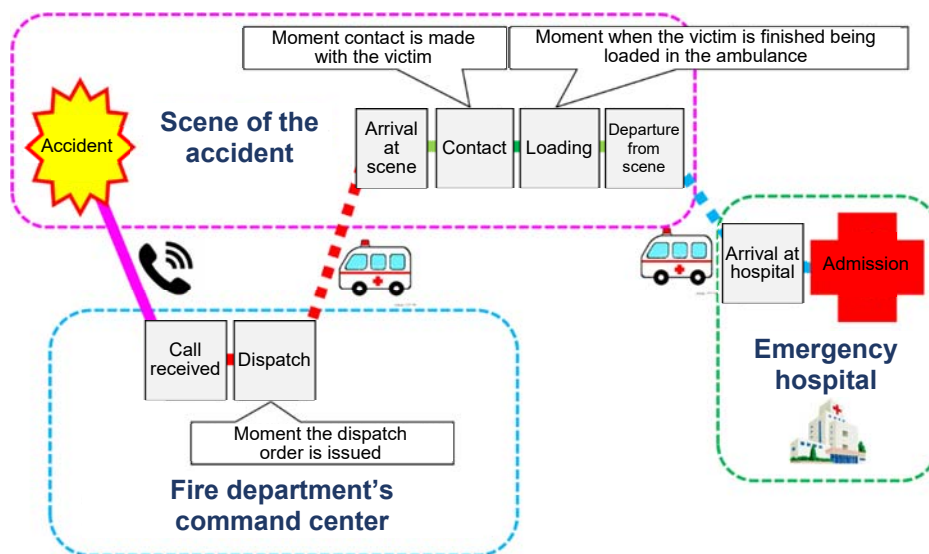 Moment contact is made
with the victim
Moment when the victim is finished being
loaded in the ambulance
Accident
Scene of the
accident
Arrival
at
scene
Contact
Loading
Departure
from
scene
Arrival at
hospital
Admission
Call
received
Dispatch
Moment the dispatch
order is issued
Emergency
hospital
Fire department’s
command center